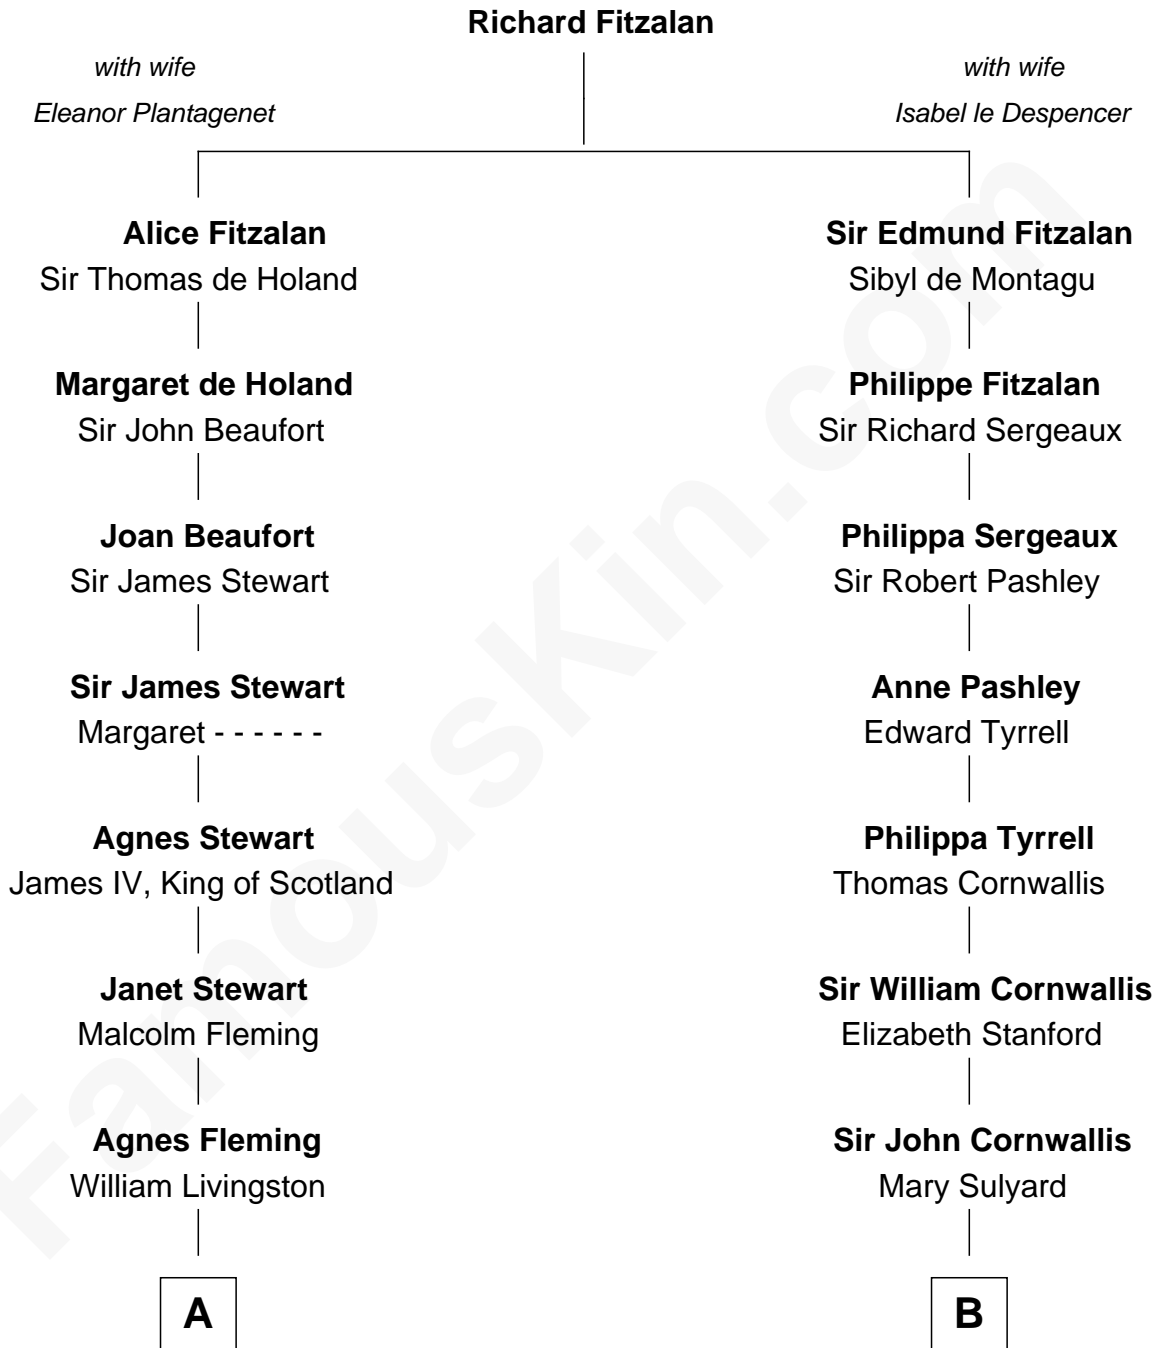 Richard Fitzalan
with wife
Eleanor Plantagenet
with wife
Isabel le Despencer
Alice Fitzalan
Sir Thomas de Holand
Sir Edmund Fitzalan
Sibyl de Montagu
Margaret de Holand
Sir John Beaufort
Philippe Fitzalan
Sir Richard Sergeaux
Joan Beaufort
Sir James Stewart
Philippa Sergeaux
Sir Robert Pashley
Sir James Stewart
Margaret - - - - - -
Anne Pashley
Edward Tyrrell
Agnes Stewart
James IV, King of Scotland
Philippa Tyrrell
Thomas Cornwallis
Janet Stewart
Malcolm Fleming
Sir William Cornwallis
Elizabeth Stanford
Agnes Fleming
William Livingston
Sir John Cornwallis
Mary Sulyard
A
B
FamousKin.com